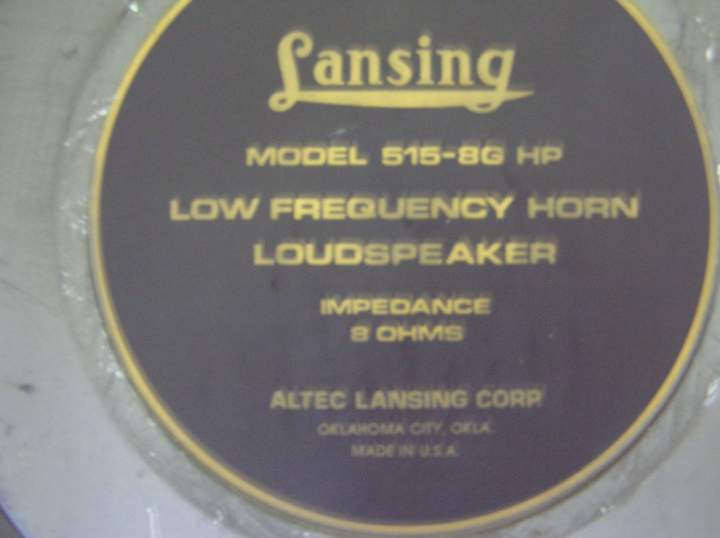 Lansing
MODEL 515-8G HP
LOW FREQUENCY HORN
LOUDSPEAKER
IMPEDANCE
8 OHMS
ALTEC LANSING CORP.
OKLAHOMA CITY, OKLA.
MADE IN U.S.A.